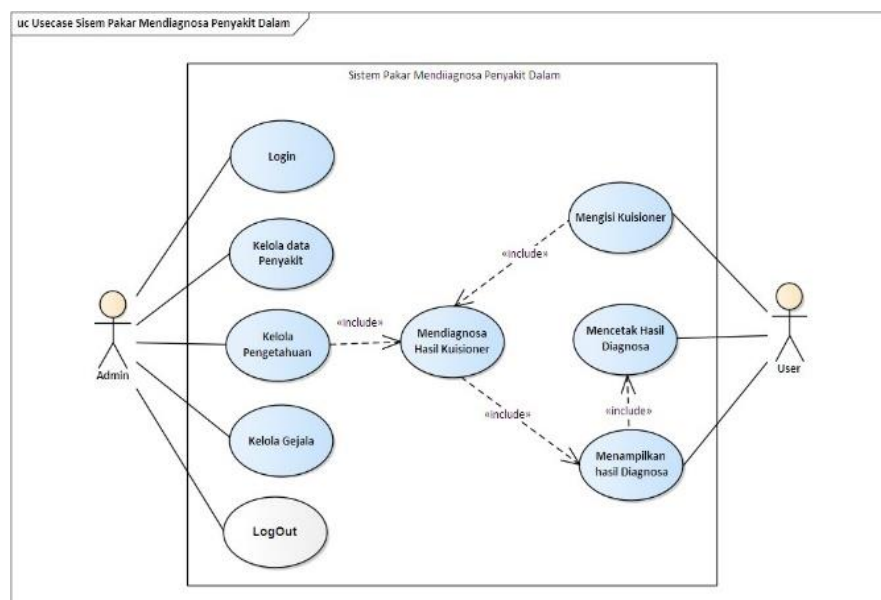 uc Usecase Sisem Pakar Mendiagnosa Penyakit Dalam
Sistem Pakar Mendiiagnosa Penyakit Dalam
Login
Kelola data
Penyakit
Kelola
Pengetahuan
Kelola Gejala
LogOut
Admin
«include»
Mendiagnosa
Hasil Kuisioner
«include»
Mengisi Kuisioner
Mencetak Hasil
Diagnosa
«include»
«include»
Menampilkan
hasil Diagnosa
User